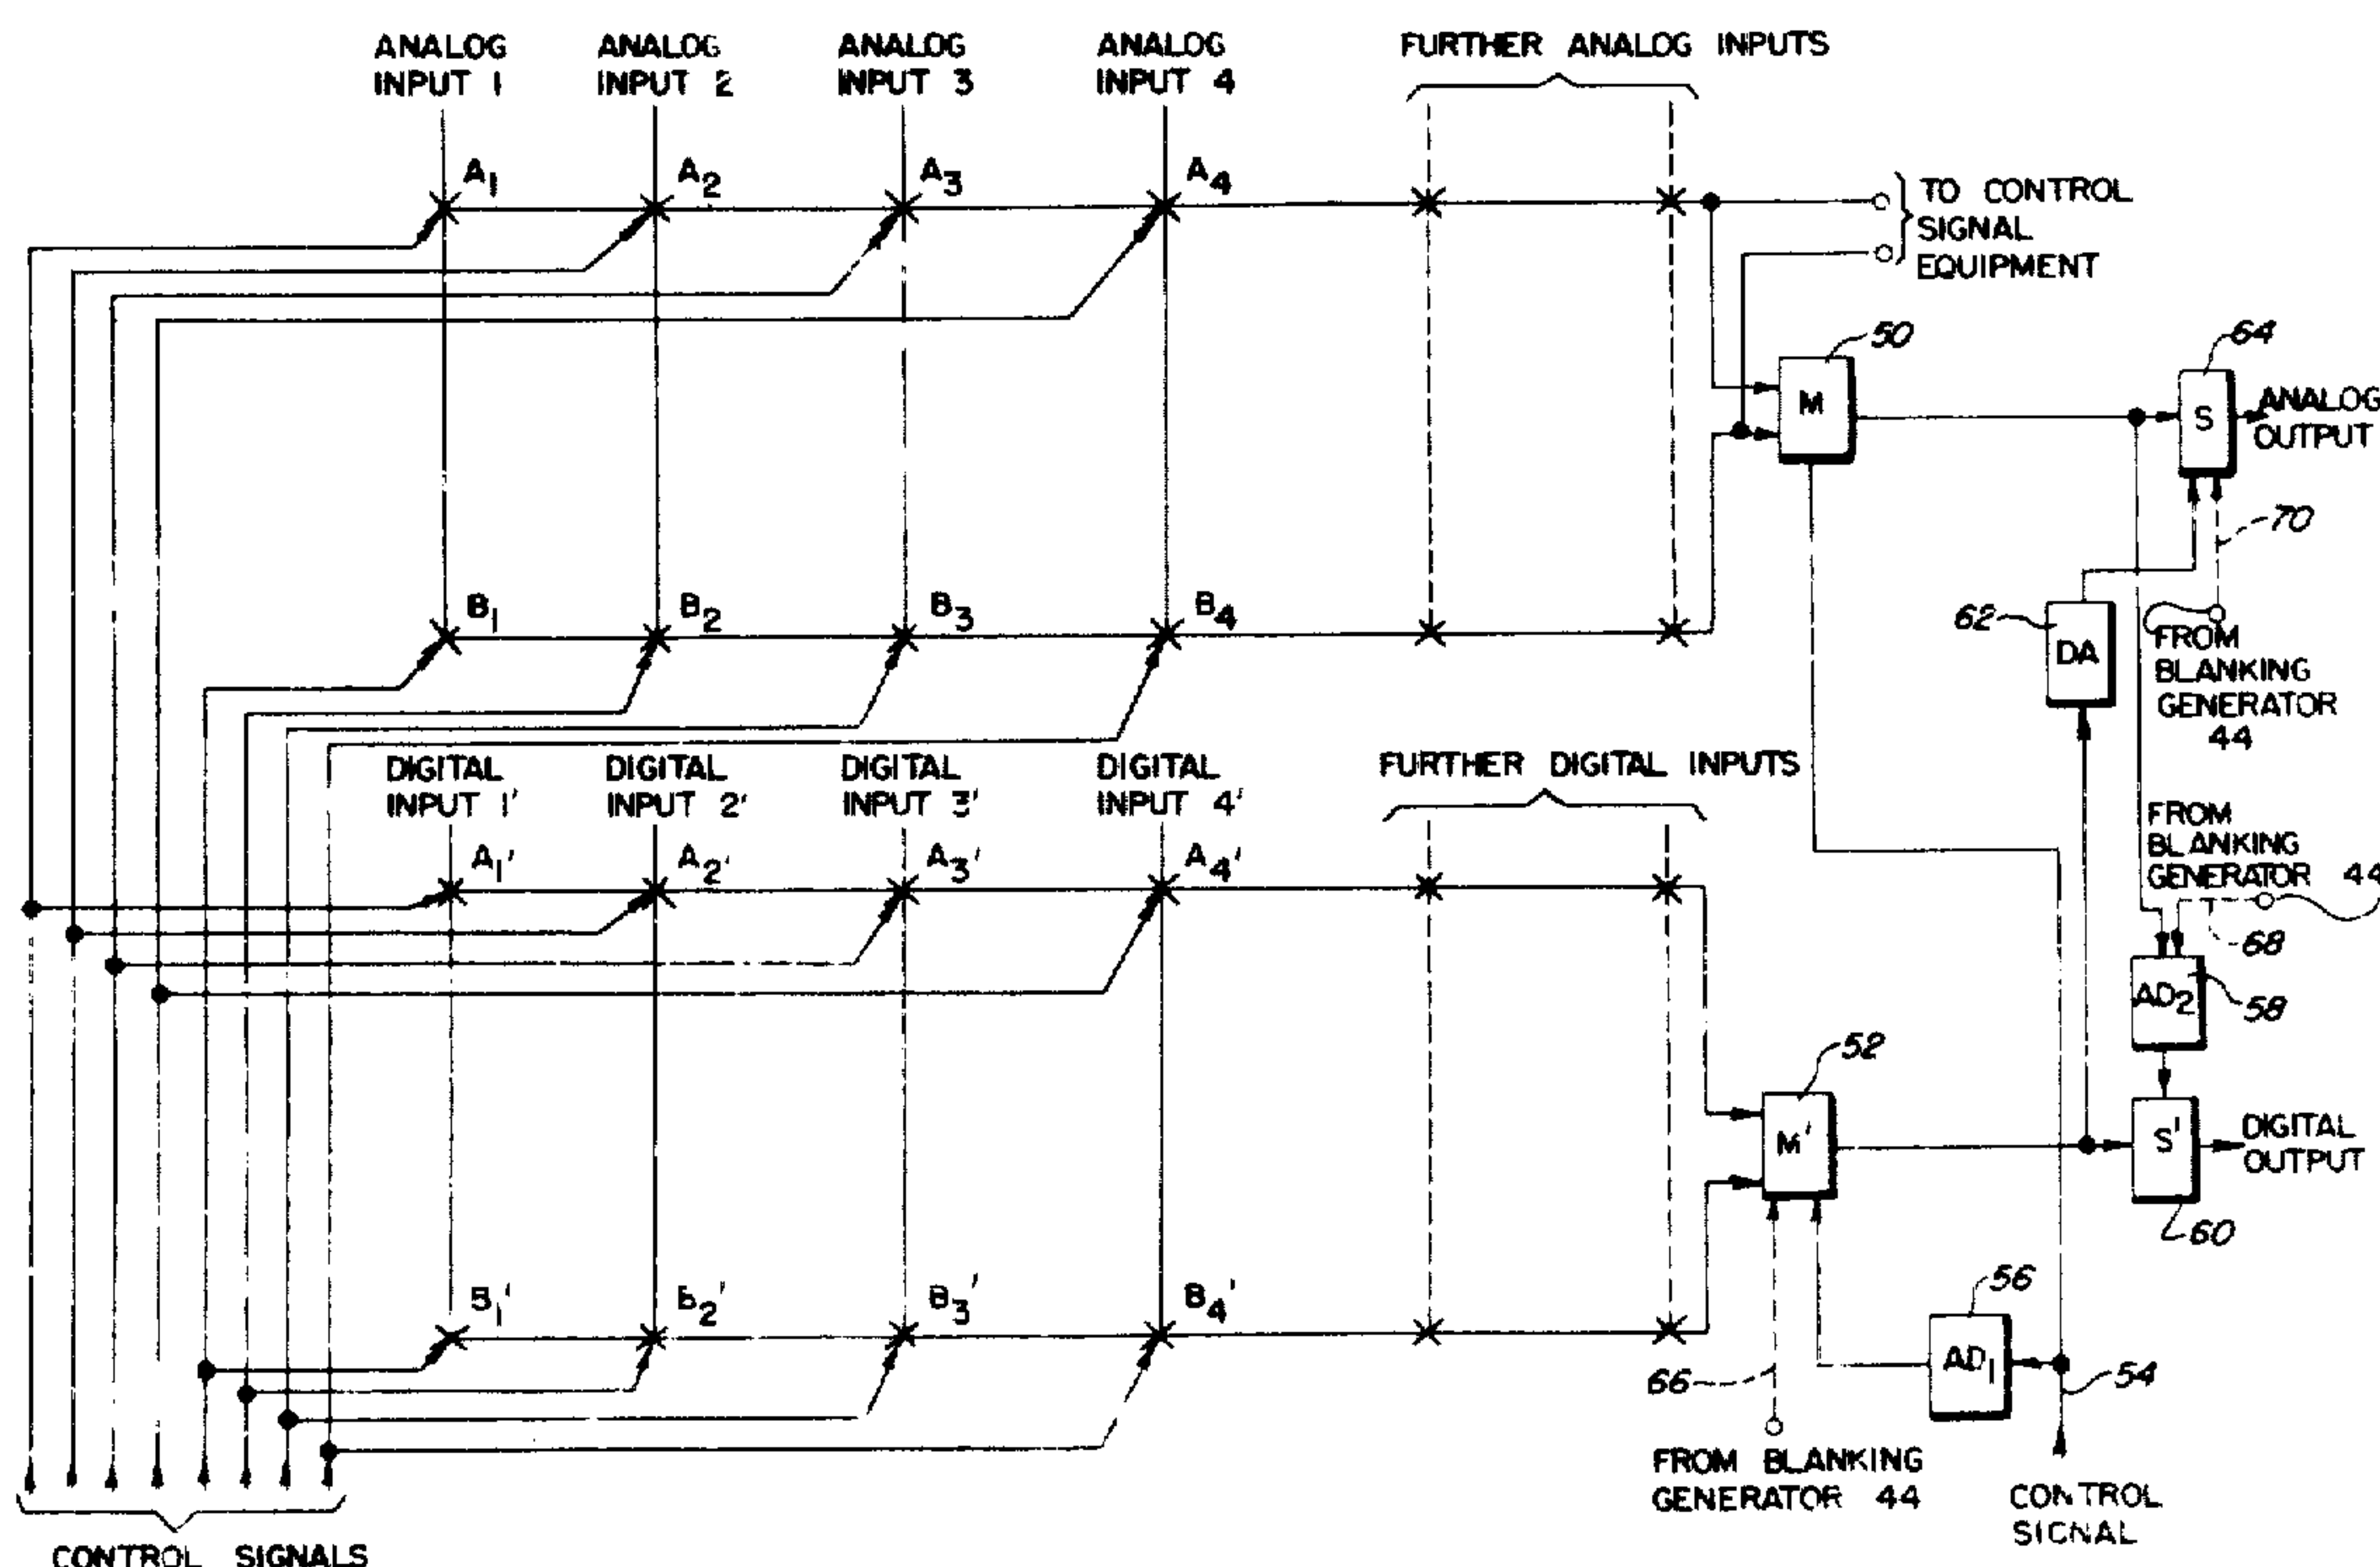 ANALOG INPUT 1
ANALOG INPUT 2
ANALOG INPUT 3
ANALOG INPUT 4
FURTHER ANALOG INPUTS
A1
A2
A3
A4
TO CONTROL
SIGNAL
EQUIPMENT
50
M
64
S
ANALOG
OUTPUT
70
B1
B2
B3
B4
62
DA
FROM
BLANKING
GENERATOR
44
DIGITAL INPUT 1'
DIGITAL INPUT 2'
DIGITAL INPUT 3'
DIGITAL INPUT 4'
FURTHER DIGITAL INPUTS
FROM
BLANKING
GENERATOR 44
A1'
A2'
A3'
A4'
68
AD2
58
52
M'
S'
DIGITAL
OUTPUT
60
B1'
B2'
B3'
B4'
56
AD1
54
66
FROM BLANKING
GENERATOR 44
CONTROL
SIGNAL
CONTROL SIGNALS